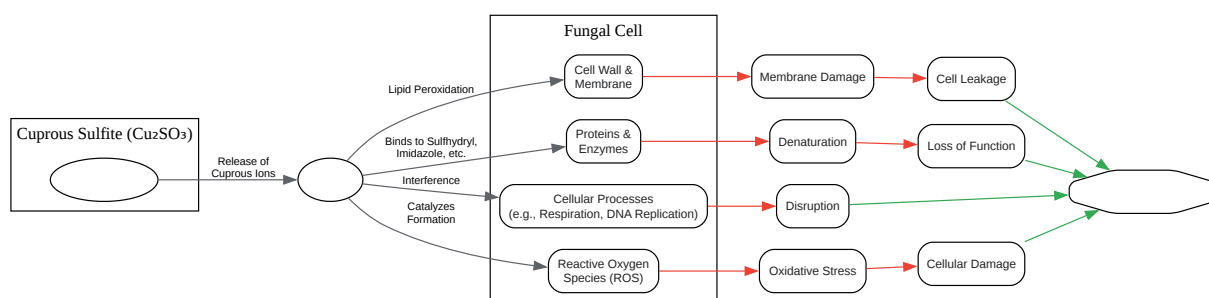 Fungal Cell
Cuprous Sulfite (Cu₂SO₃)
Release of
Cuprous Ions
Lipid Peroxidation
Binds to Sulfhydryl,
Imidazole, etc.
Interference
Catalyzes
Formation
Cell Wall &
Membrane
Membrane Damage
Cell Leakage
Proteins &
Enzymes
Denaturation
Loss of Function
Cellular Processes
(e.g., Respiration, DNA Replication)
Disruption
Reactive Oxygen
Species (ROS)
Oxidative Stress
Cellular Damage